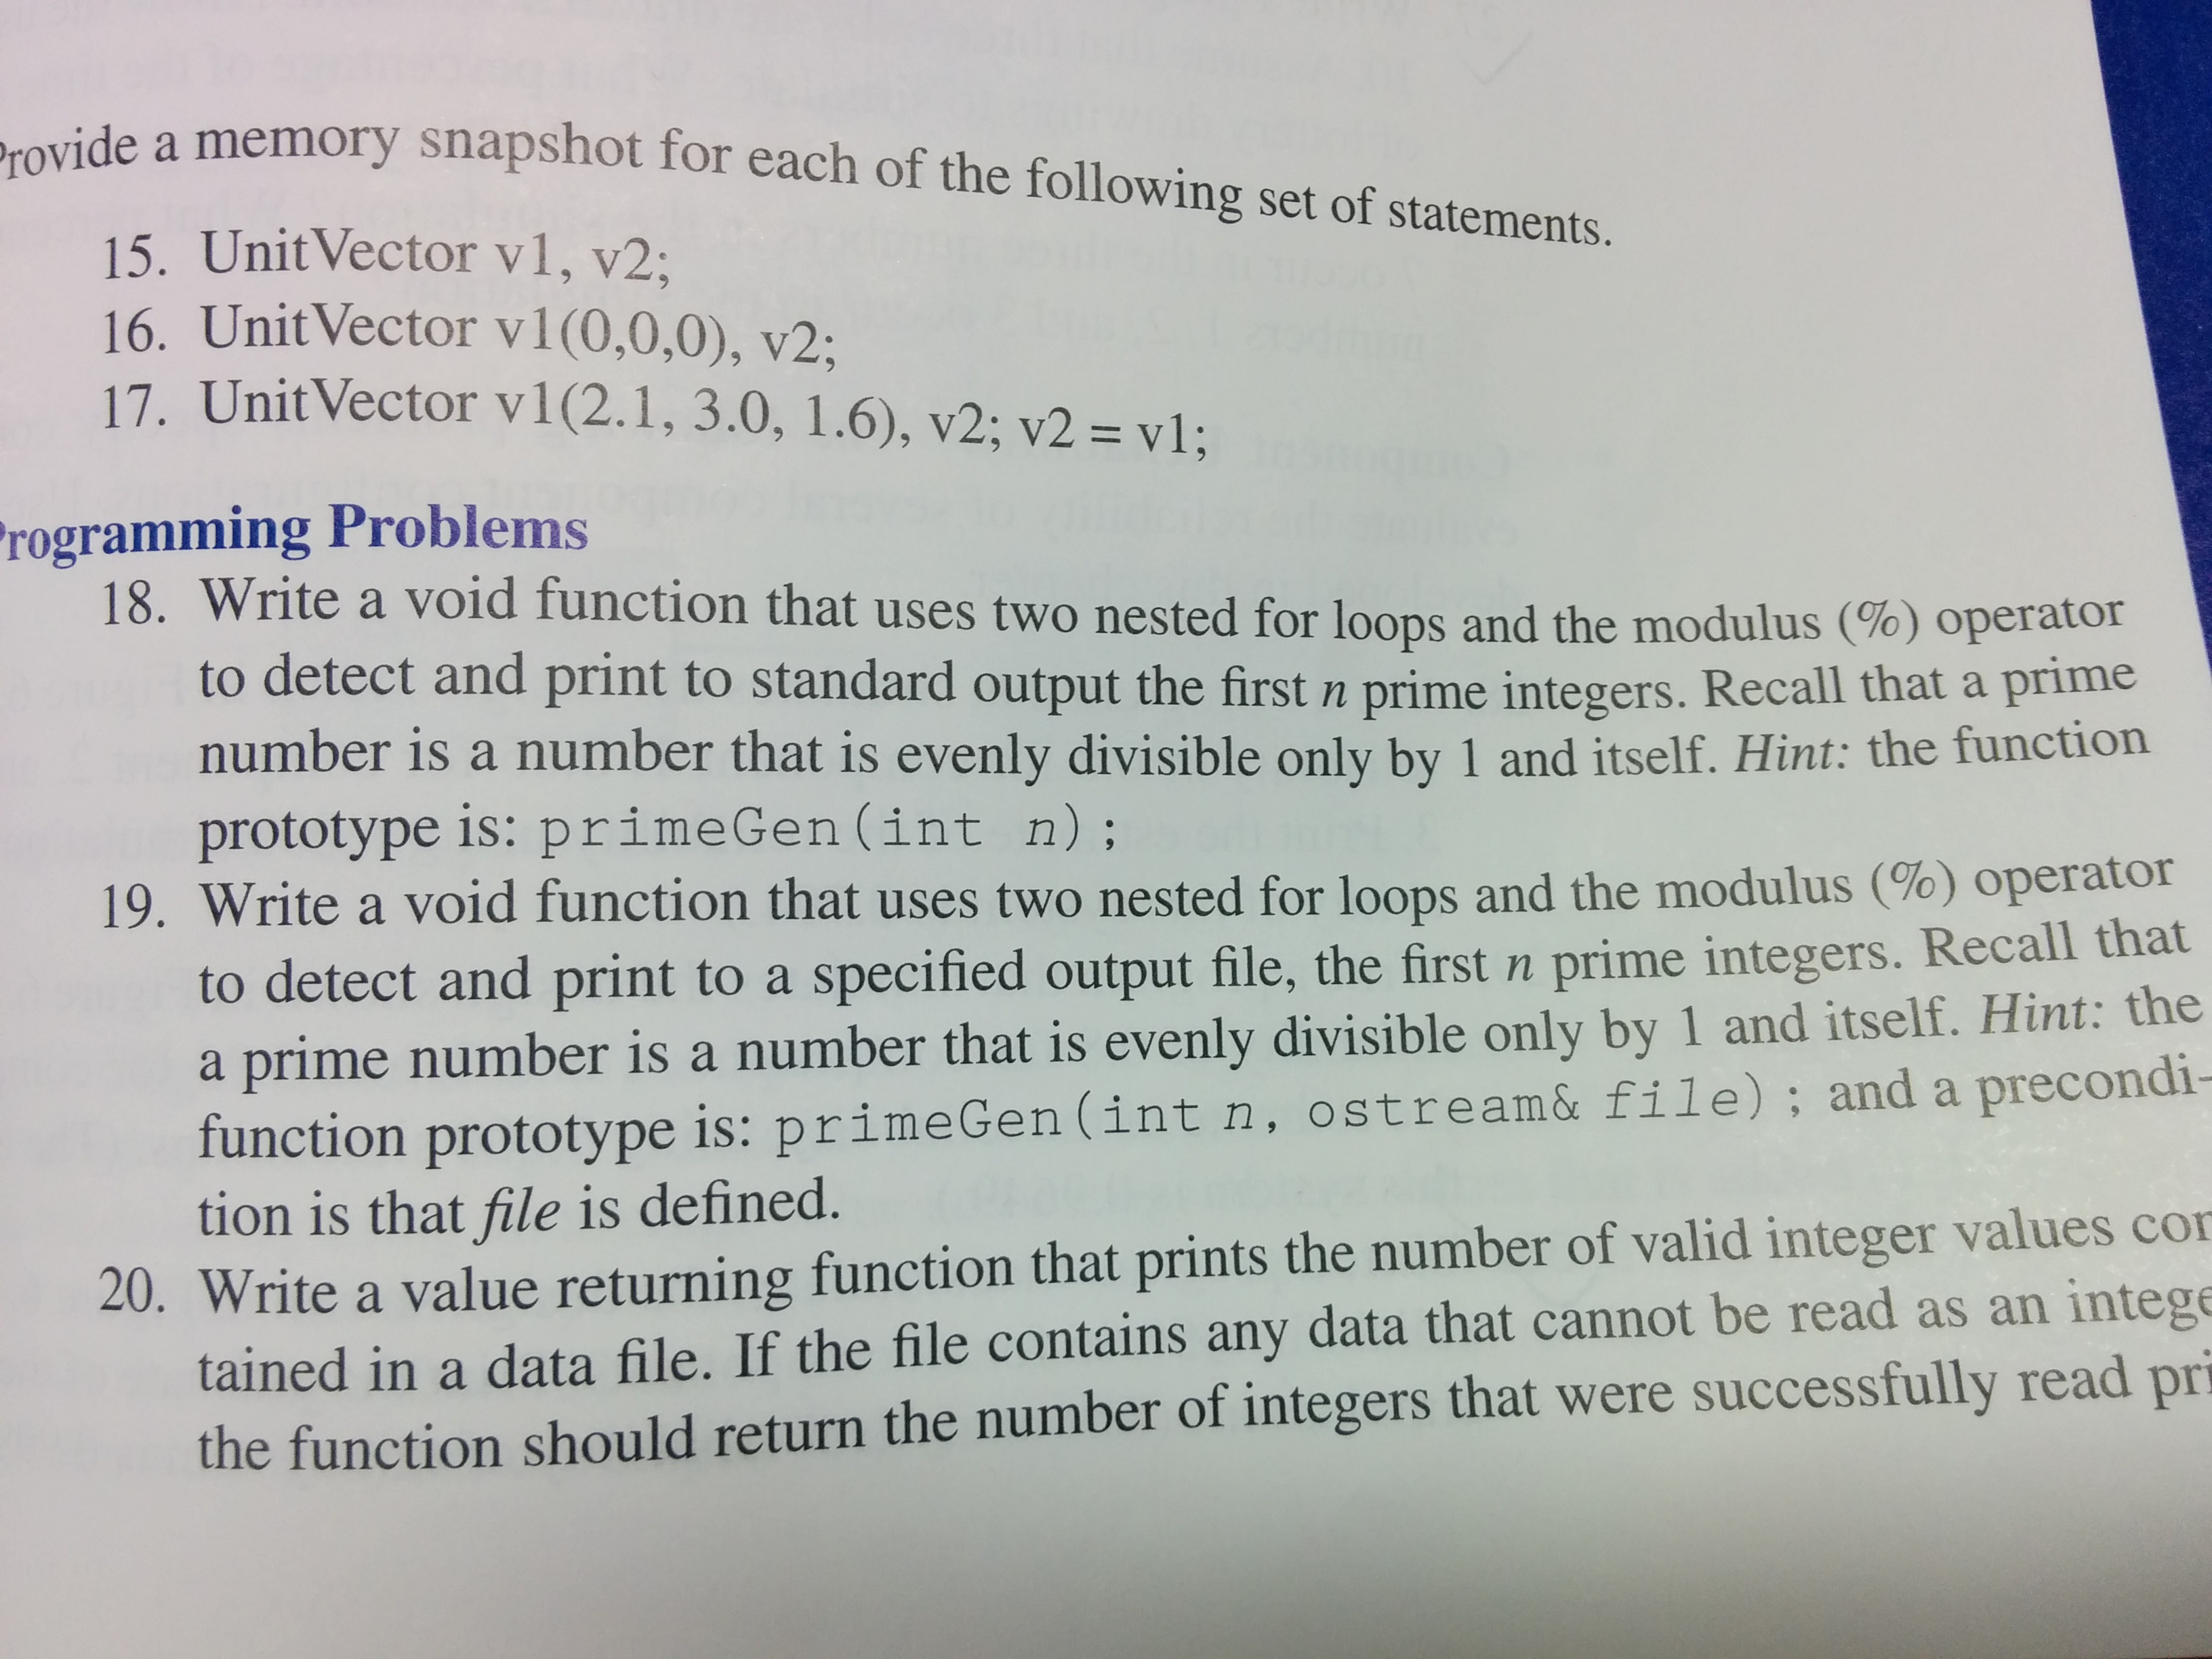 Provide a memory snapshot for each of the following set of statements.
15. UnitVector v1, v2;
16. UnitVector v1(0,0,0), v2;
17. UnitVector v1(2.1, 3.0, 1.6), v2; v2 = v1;
Programming Problems
18. Write a void function that uses two nested for loops and the modulus (%) operator
to detect and print to standard output the first n prime integers. Recall that a prime
number is a number that is evenly divisible only by 1 and itself. Hint: the function
prototype is: primeGen(int n);
19. Write a void function that uses two nested for loops and the modulus (%) operator
to detect and print to a specified output file, the first n prime integers. Recall that
a prime number is a number that is evenly divisible only by 1 and itself. Hint: the
function prototype is: primeGen(int n, ostream& file); and a precondi-
tion is that file is defined.
20. Write a value returning function that prints the number of valid integer values con
tained in a data file. If the file contains any data that cannot be read as an intege
the function should return the number of integers that were successfully read pri